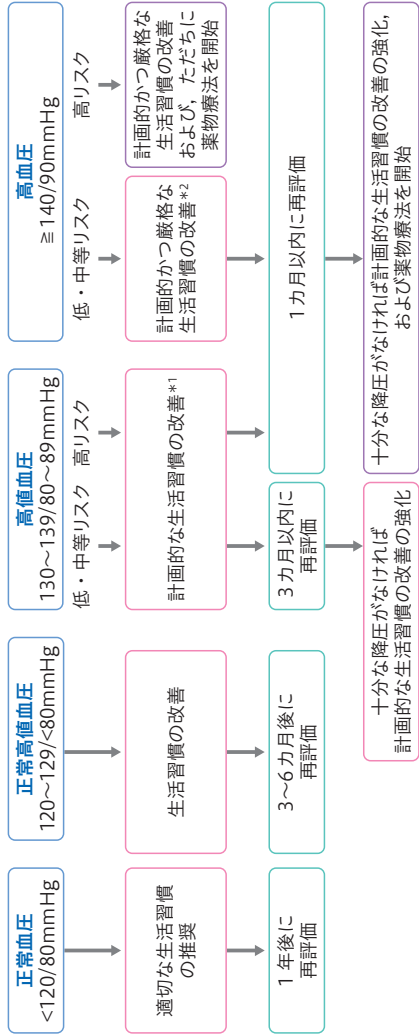 正常血圧
<120/80mmHg
適切な生活習慣
の推奨
1年後に
再評価
正常高値血圧
120～129/<80mmHg
生活習慣の改善
3～6カ月後に
再評価
高値血圧
130～139/80～89mmHg
低・中等リスク
高リスク
計画的な生活習慣の改善*1
3カ月以内に
再評価
十分な降圧がなければ
計画的な生活習慣の改善の強化
高血圧
≧140/90mmHg
低・中等リスク
高リスク
計画的かつ厳格な
生活習慣の改善*2
計画的かつ厳格な
生活習慣の改善
および，ただちに
薬物療法を開始
1カ月以内に再評価
十分な降圧がなければ計画的な生活習慣の改善の強化,
および薬物療法を開始